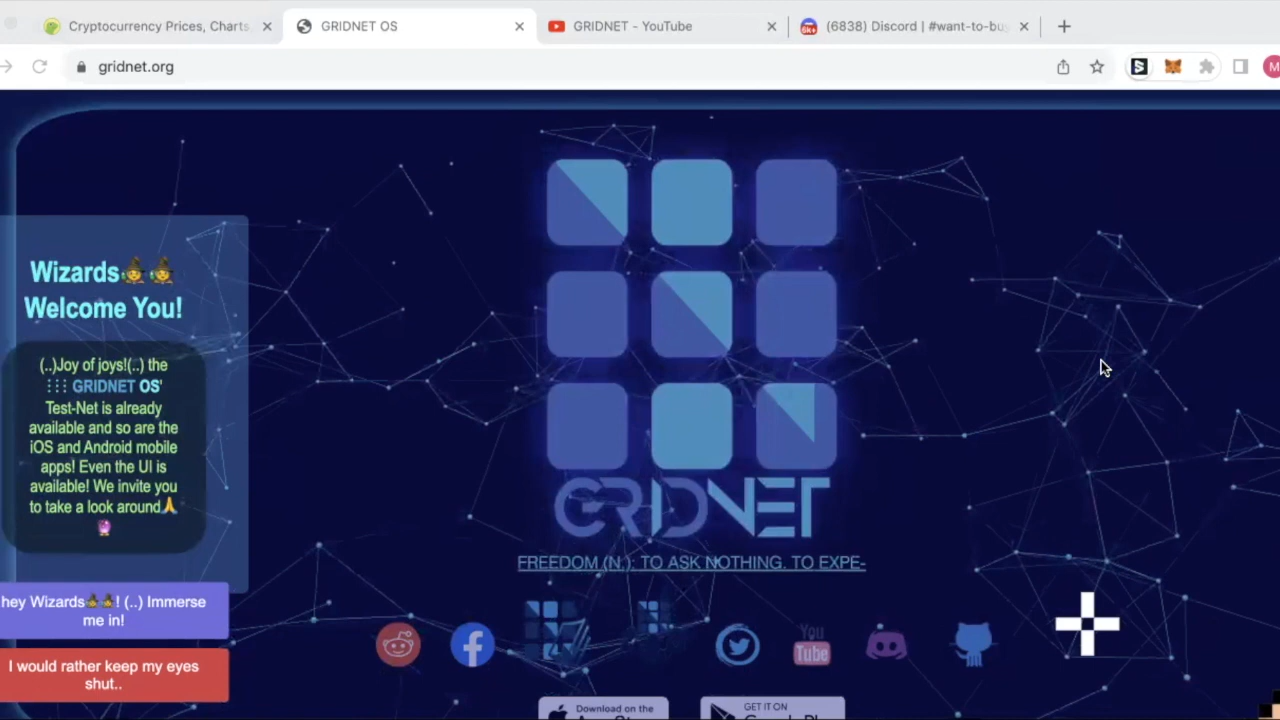 Cryptocurrency Prices, Charts
GRIDNET OS
GRIDNET - YouTube
(6838) Discord | #want-to-bu
6k+
gridnet.org
Wizards🧙🧙
Welcome You!
(..)Joy of joys!(..) the
GRIDNET OS'
Test-Net is already
available and so are the
iOS and Android mobile
apps! Even the UI is
available! We invite you
to take a look around🙏
🔮
hey Wizards🧙🧙! (..) Immerse
me in!
I would rather keep my eyes
shut..
GRIDNET
FREEDOM (N.): TO ASK NOTHING. TO EXPE-
You
Tube
Download on the
GET IT ON